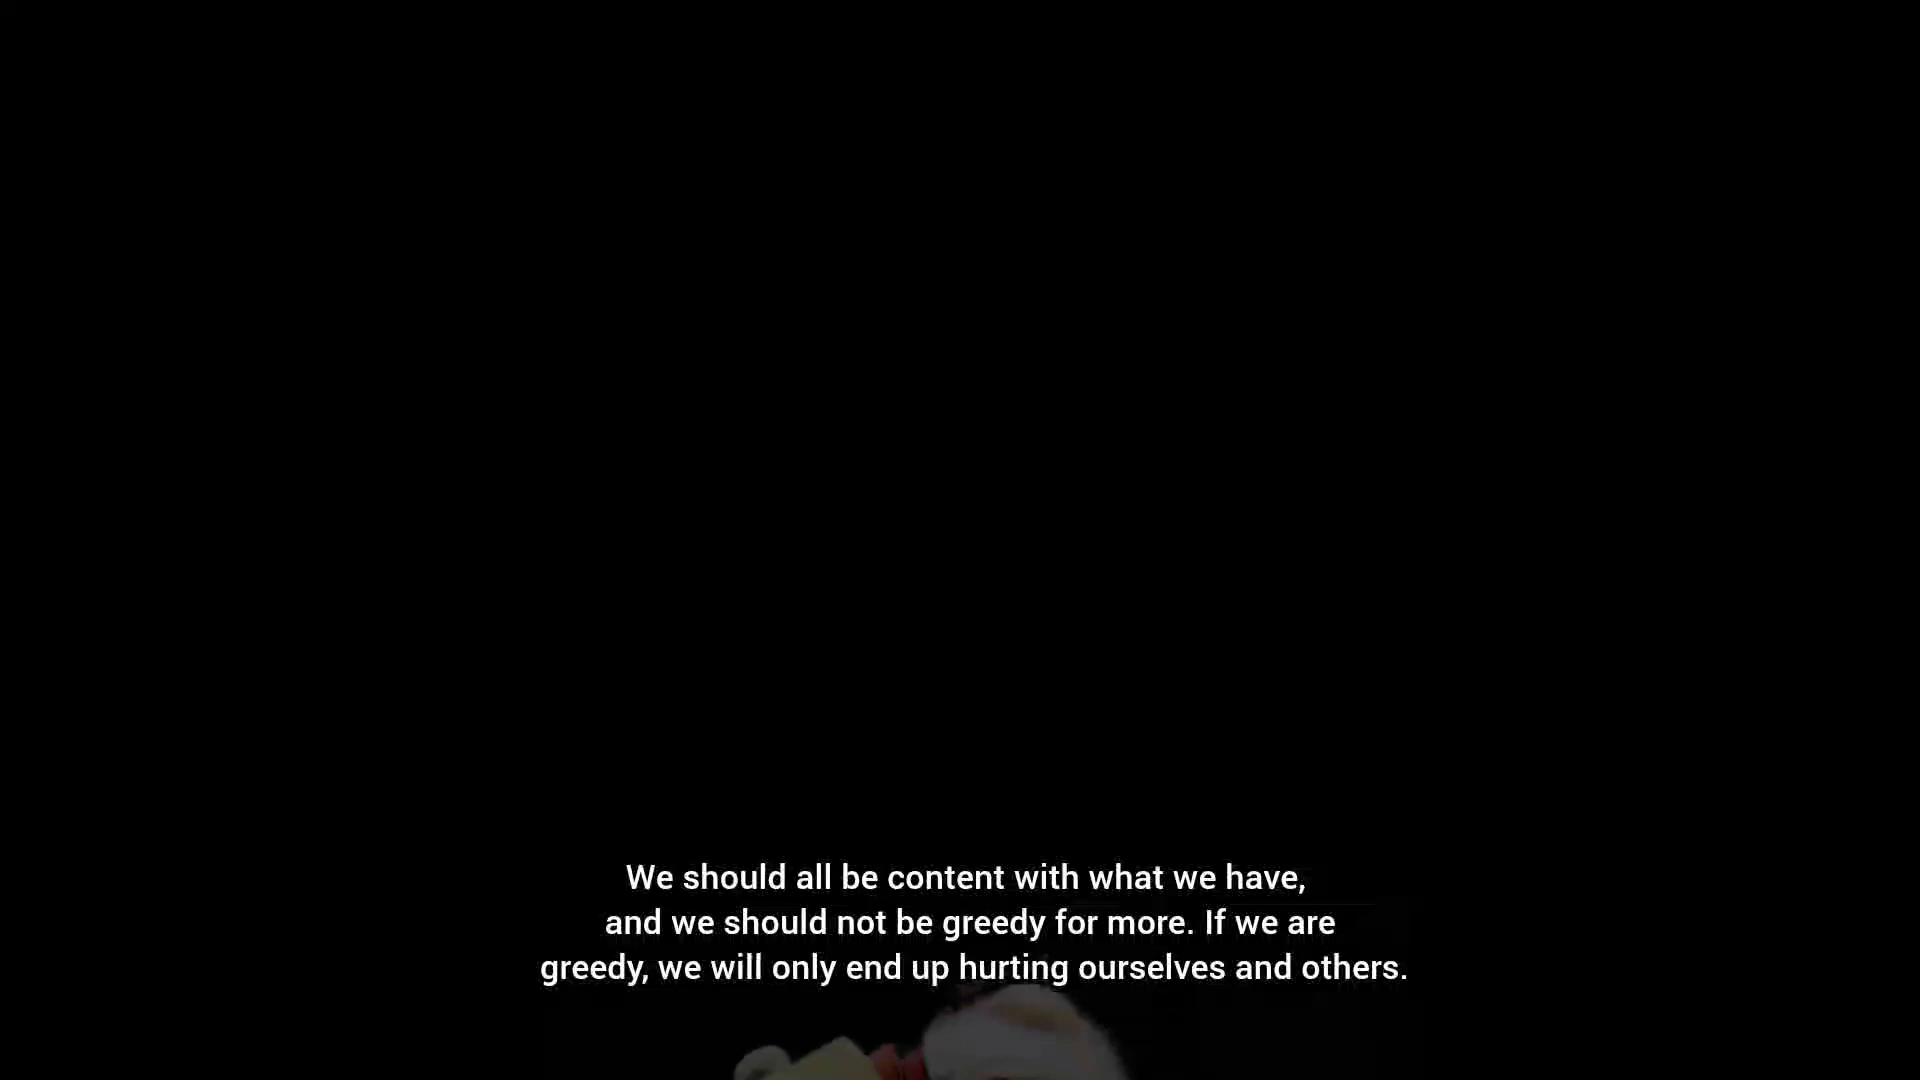 We should all be content with what we have,
and we should not be greedy for more. If we are
greedy, we will only end up hurting ourselves and others.